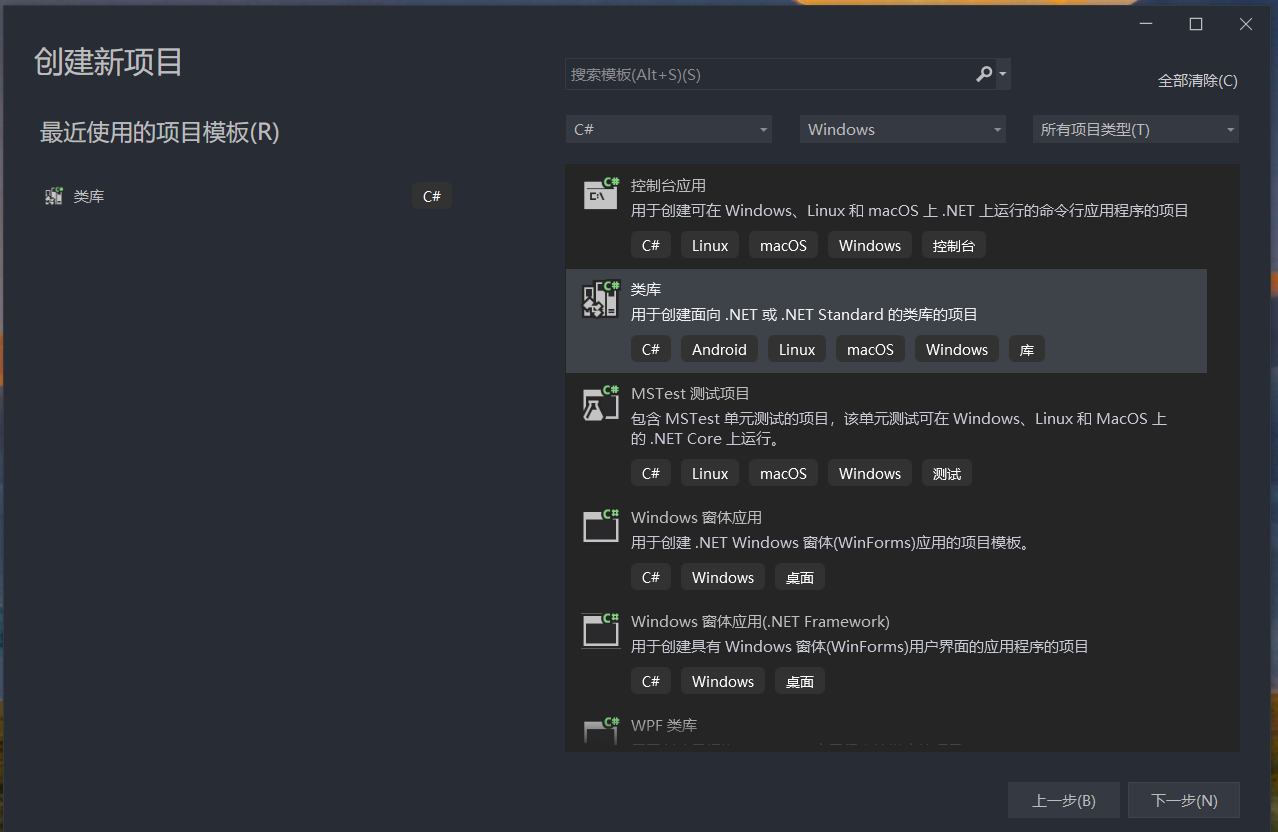 创建新项目
最近使用的项目模板(R)
类库 C#
搜索模板(Alt+S)(S)
全部清除(C)
C# Windows 所有项目类型(T)
控制台应用
用于创建可在 Windows、Linux 和 macOS 上 .NET 上运行的命令行应用程序的项目
C# Linux macOS Windows 控制台
类库
用于创建面向 .NET 或 .NET Standard 的类库的项目
C# Android Linux macOS Windows 库
MSTest 测试项目
包含 MSTest 单元测试的项目，该单元测试可在 Windows、Linux 和 MacOS 上
的 .NET Core 上运行。
C# Linux macOS Windows 测试
Windows 窗体应用
用于创建 .NET Windows 窗体(WinForms)应用的项目模板。
C# Windows 桌面
Windows 窗体应用(.NET Framework)
用于创建具有 Windows 窗体(WinForms)用户界面的应用程序的项目
C# Windows 桌面
WPF 类库
上一步(B) 下一步(N)